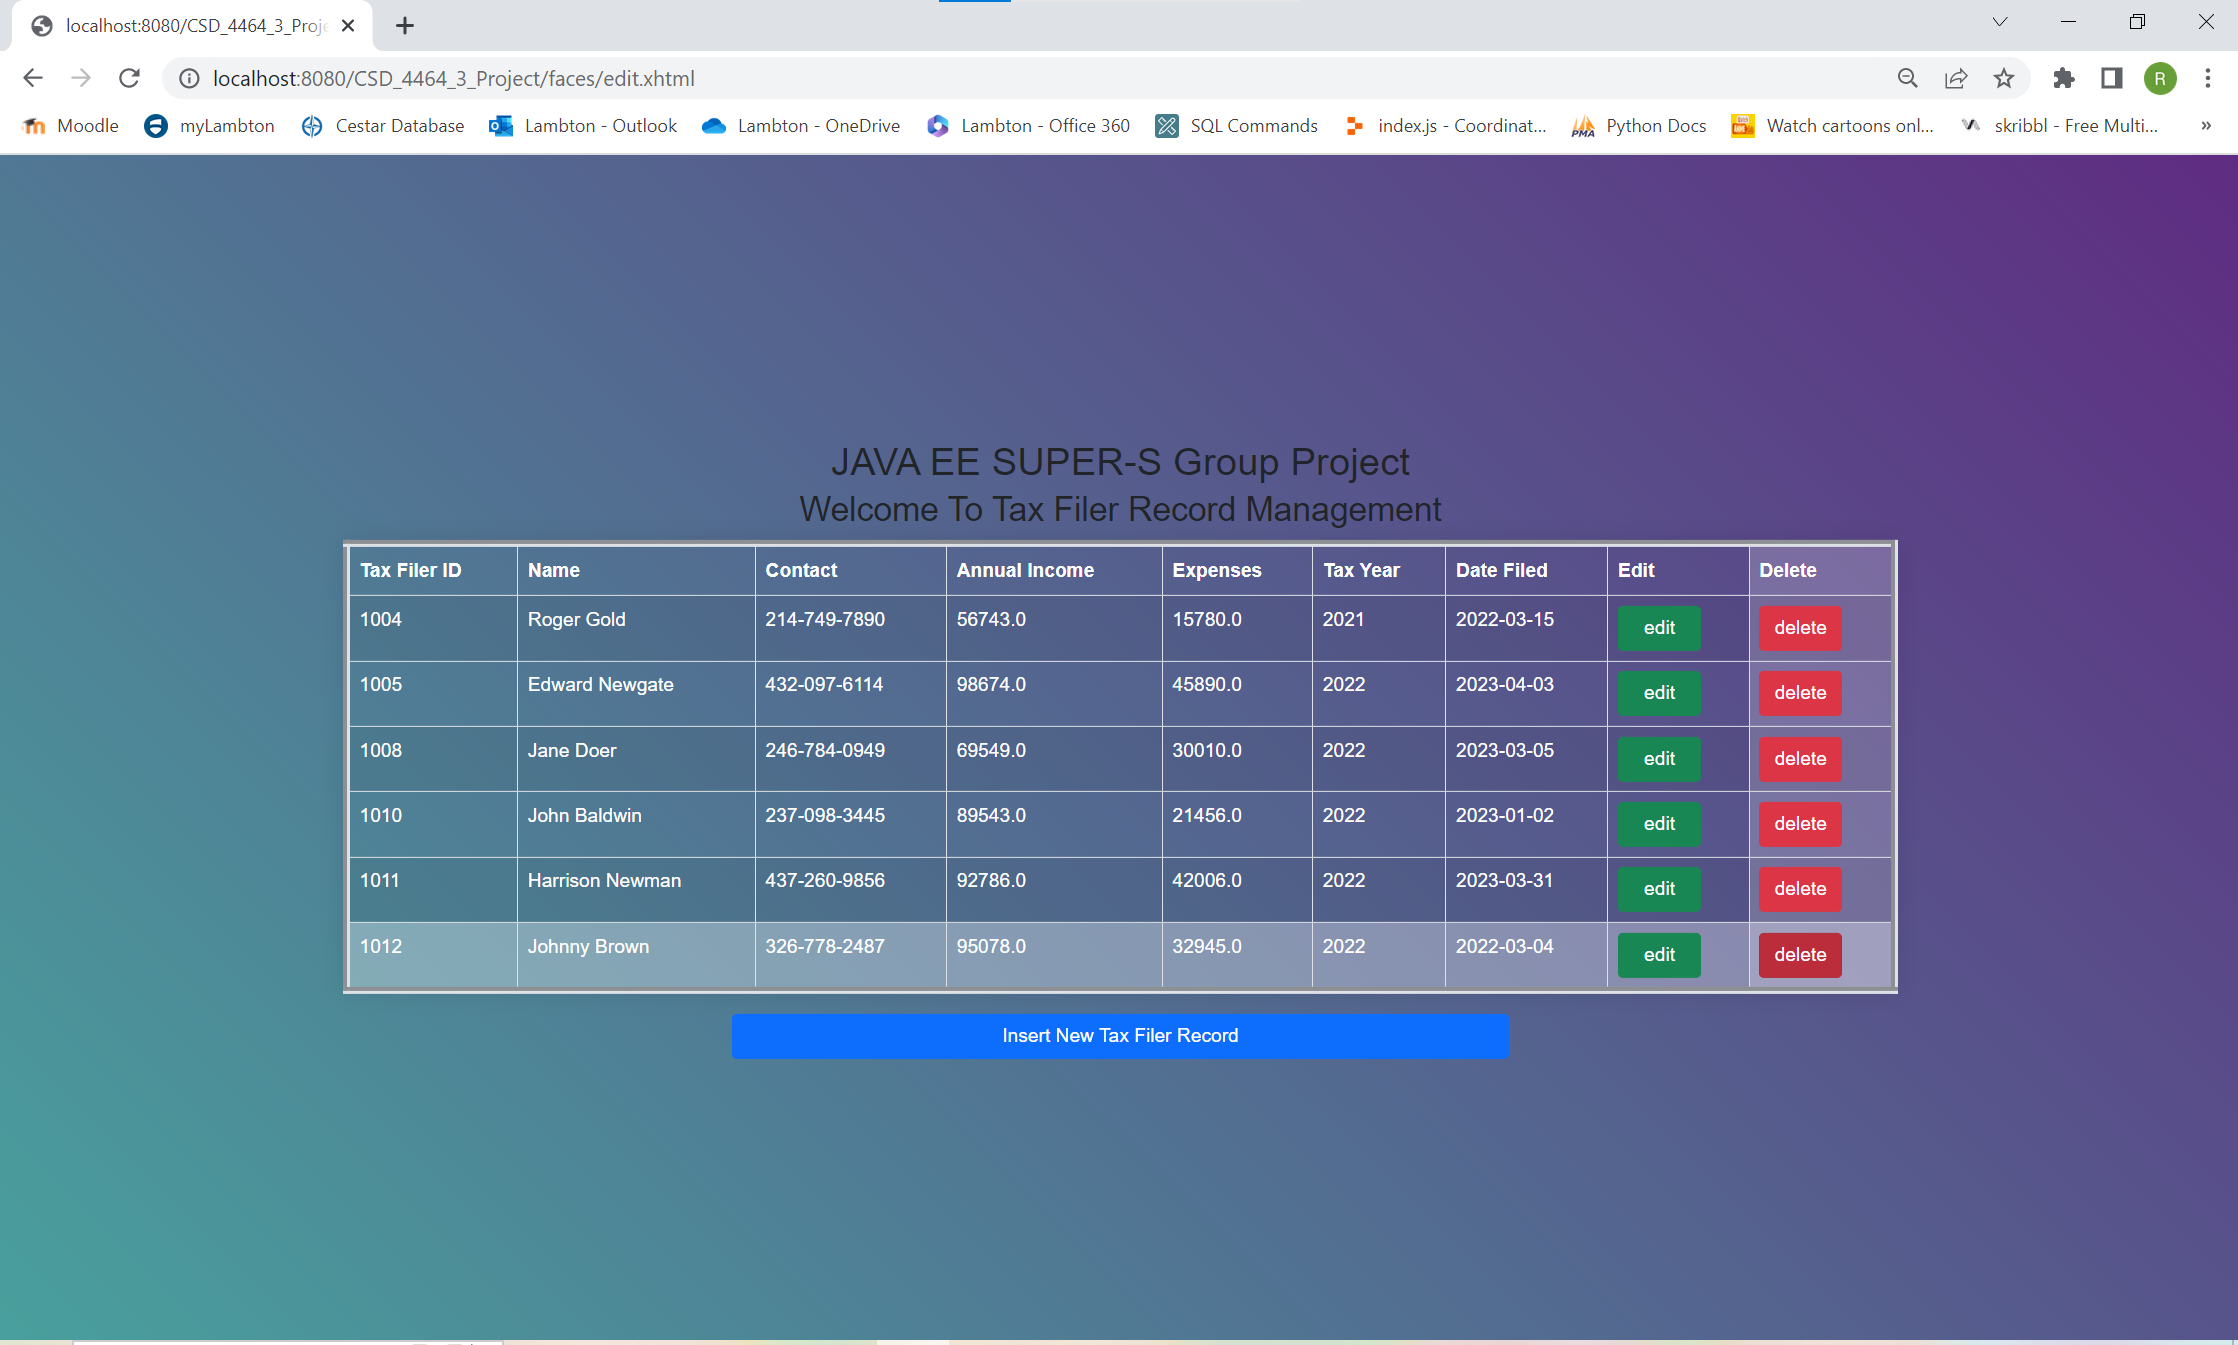 localhost:8080/CSD_4464_3_Proje
localhost:8080/CSD_4464_3_Project/faces/edit.xhtml
R
Moodle myLambton Cestar Database Lambton - Outlook Lambton - OneDrive Lambton - Office 360 SQL Commands index.js - Coordinat... PMA Python Docs Watch cartoons onl... skribbl - Free Multi... »
JAVA EE SUPER-S Group Project
Welcome To Tax Filer Record Management
Tax Filer ID Name Contact Annual Income Expenses Tax Year Date Filed Edit Delete
1004 Roger Gold 214-749-7890 56743.0 15780.0 2021 2022-03-15 edit delete
1005 Edward Newgate 432-097-6114 98674.0 45890.0 2022 2023-04-03 edit delete
1008 Jane Doer 246-784-0949 69549.0 30010.0 2022 2023-03-05 edit delete
1010 John Baldwin 237-098-3445 89543.0 21456.0 2022 2023-01-02 edit delete
1011 Harrison Newman 437-260-9856 92786.0 42006.0 2022 2023-03-31 edit delete
1012 Johnny Brown 326-778-2487 95078.0 32945.0 2022 2022-03-04 edit delete
Insert New Tax Filer Record